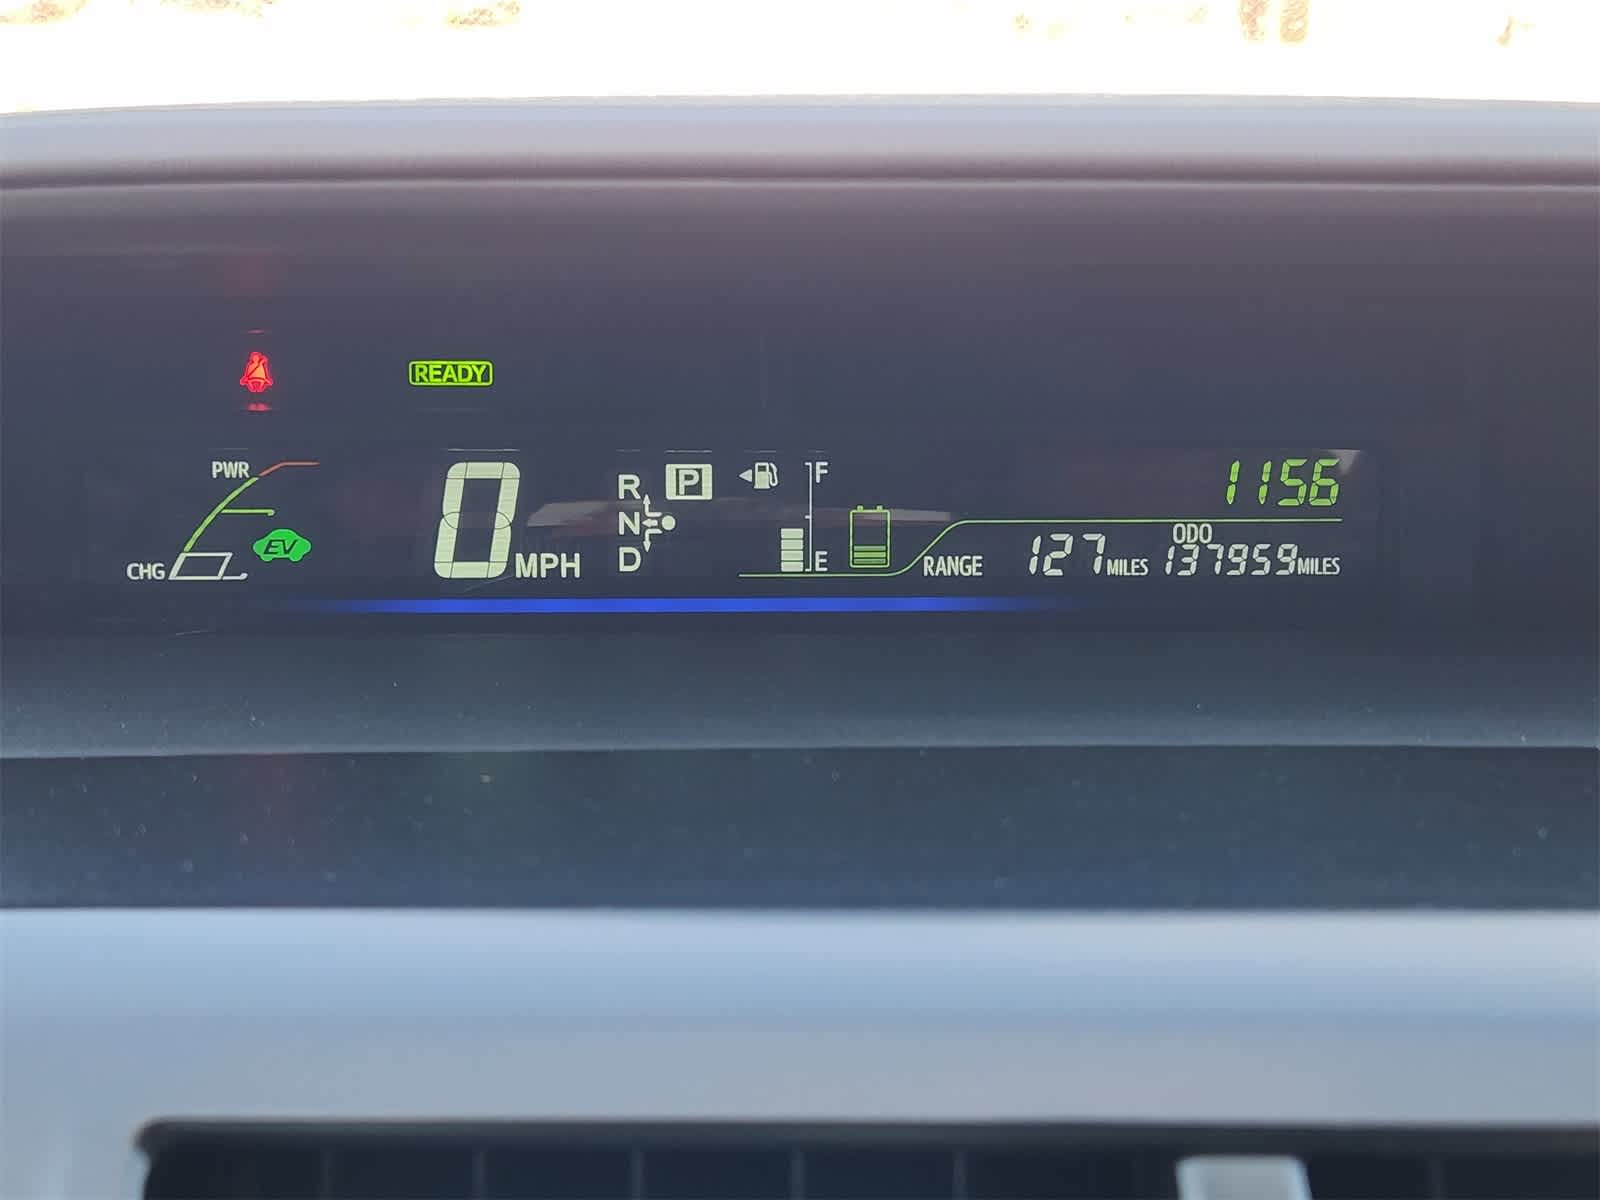 READY
PWR
CHG
EV
0 MPH
R
N
D
P
F
E
1156
RANGE 127 MILES
ODO
137959 MILES